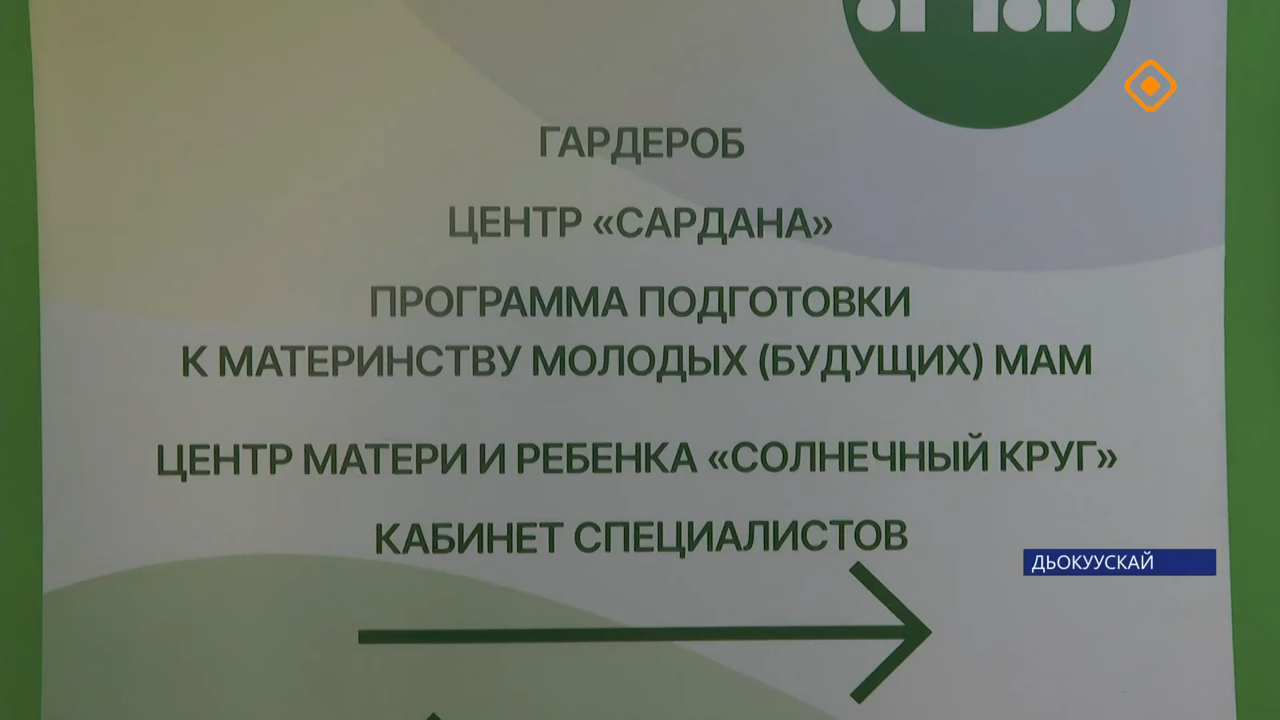 ГАРДЕРОБ
ЦЕНТР «САРДАНА»
ПРОГРАММА ПОДГОТОВКИ
К МАТЕРИНСТВУ МОЛОДЫХ (БУДУЩИХ) МАМ
ЦЕНТР МАТЕРИ И РЕБЕНКА «СОЛНЕЧНЫЙ КРУГ»
КАБИНЕТ СПЕЦИАЛИСТОВ
ДЬОКУУСКАЙ